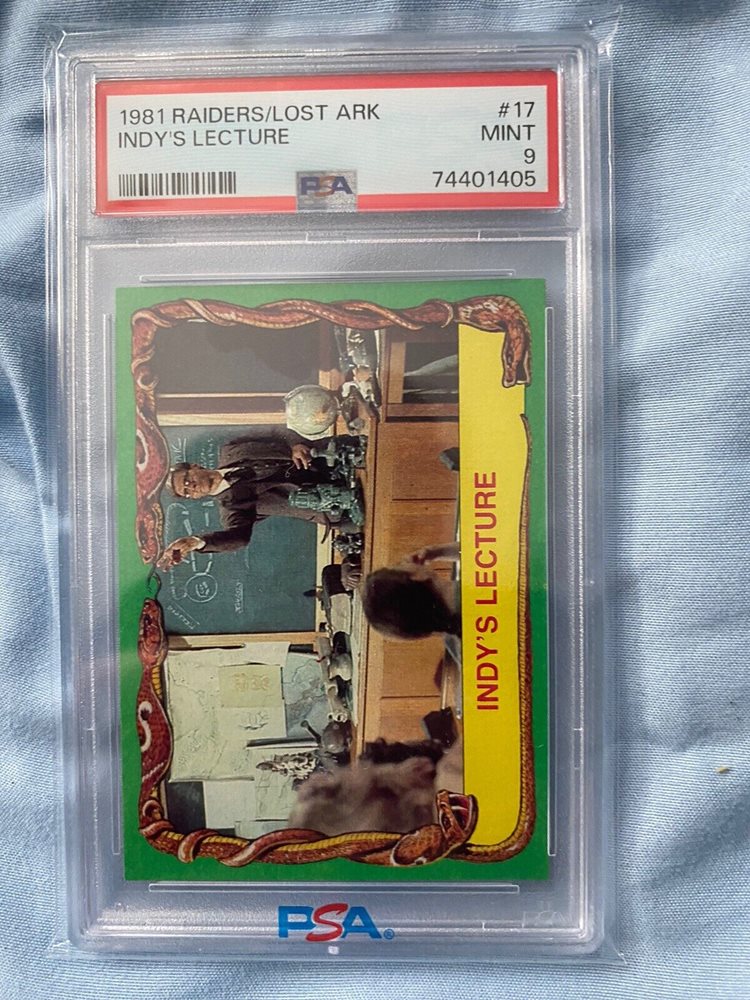 1981 RAIDERS/LOST ARK #17
INDY'S LECTURE MINT
9
PSA 74401405
INDY'S LECTURE
PSA®